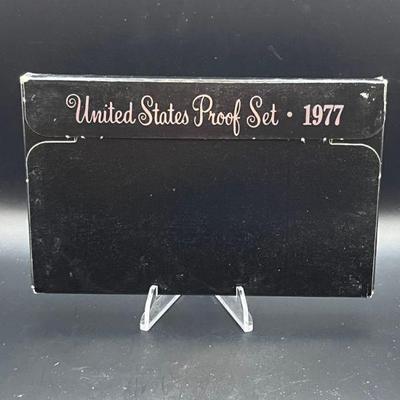 United States Proof Set · 1977